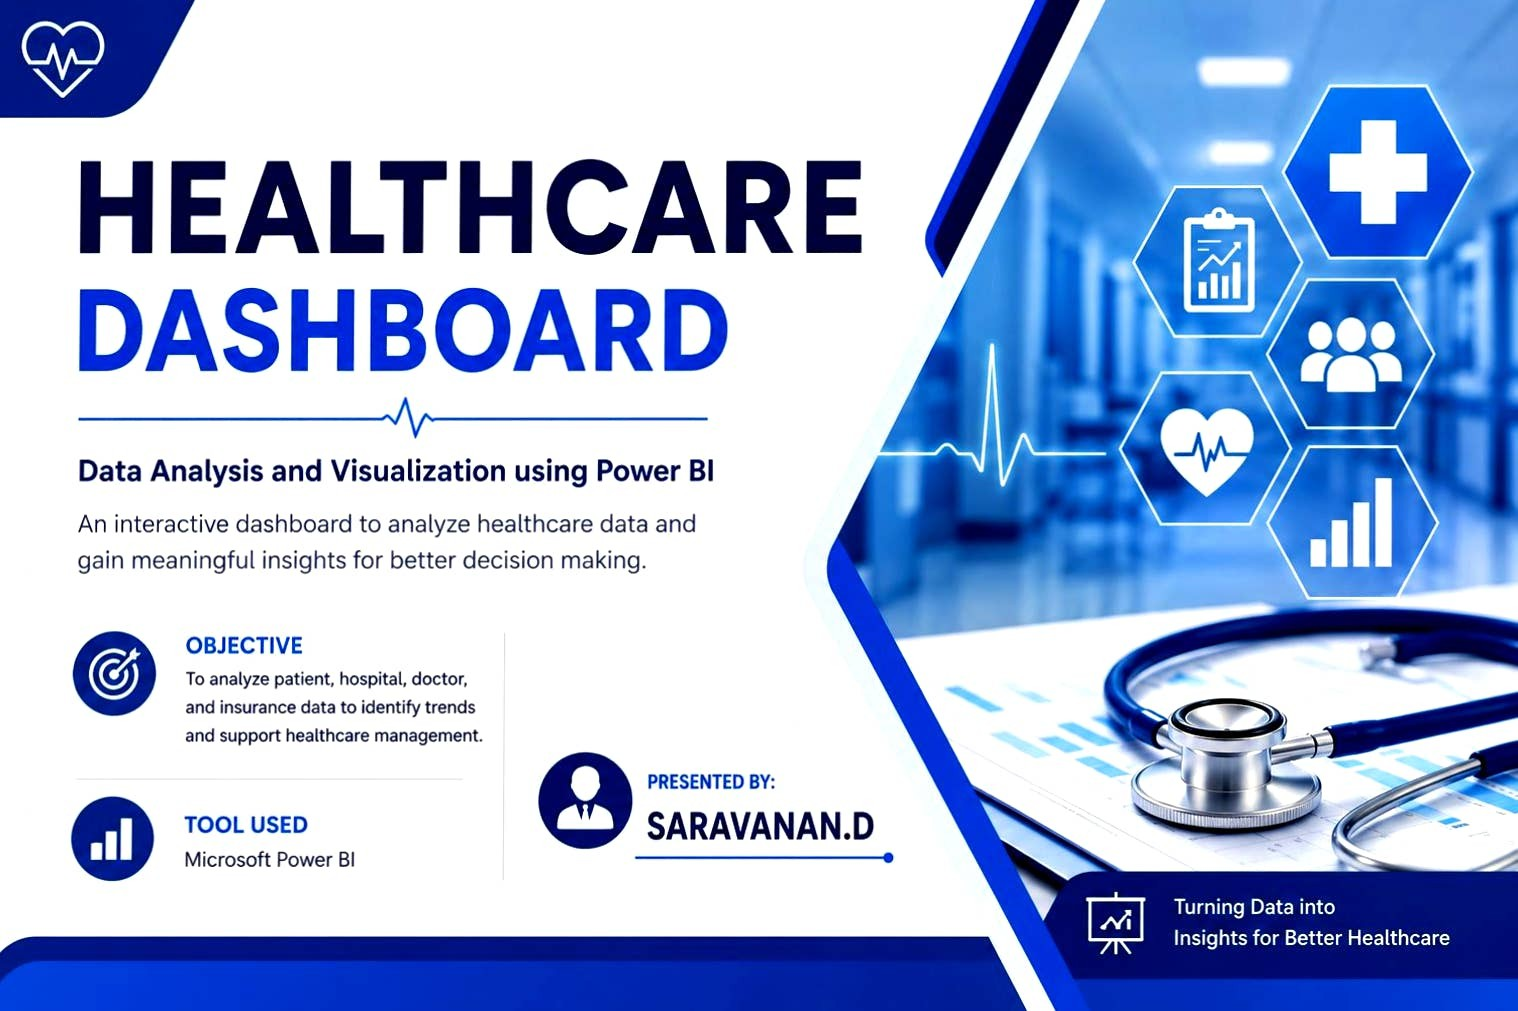 HEALTHCARE
DASHBOARD
Data Analysis and Visualization using Power BI
An interactive dashboard to analyze healthcare data and
gain meaningful insights for better decision making.
OBJECTIVE
To analyze patient, hospital, doctor,
and insurance data to identify trends
and support healthcare management.
TOOL USED
Microsoft Power BI
PRESENTED BY:
SARAVANAN.D
Turning Data into
Insights for Better Healthcare